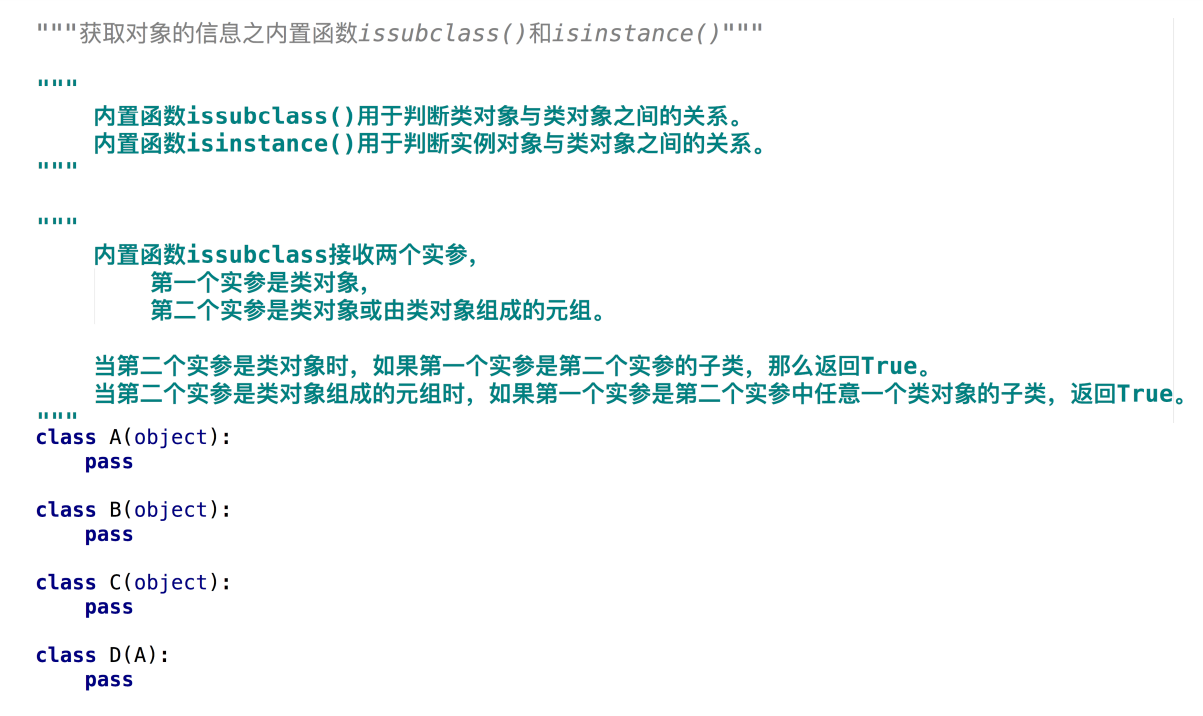 """获取对象的信息之内置函数issubclass()和isinstance()"""
"""
内置函数issubclass()用于判断类对象与类对象之间的关系。
内置函数isinstance()用于判断实例对象与类对象之间的关系。
"""
"""
内置函数issubclass接收两个实参，
第一个实参是类对象，
第二个实参是类对象或由类对象组成的元组。
当第二个实参是类对象时，如果第一个实参是第二个实参的子类，那么返回True。
当第二个实参是类对象组成的元组时，如果第一个实参是第二个实参中任意一个类对象的子类，返回True。
"""
class A(object):
pass
class B(object):
pass
class C(object):
pass
class D(A):
pass